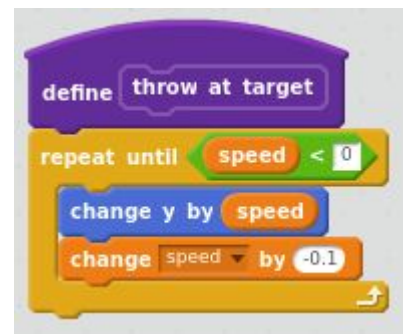 define throw at target
repeat until speed < 0
change y by speed
change speed by -0.1